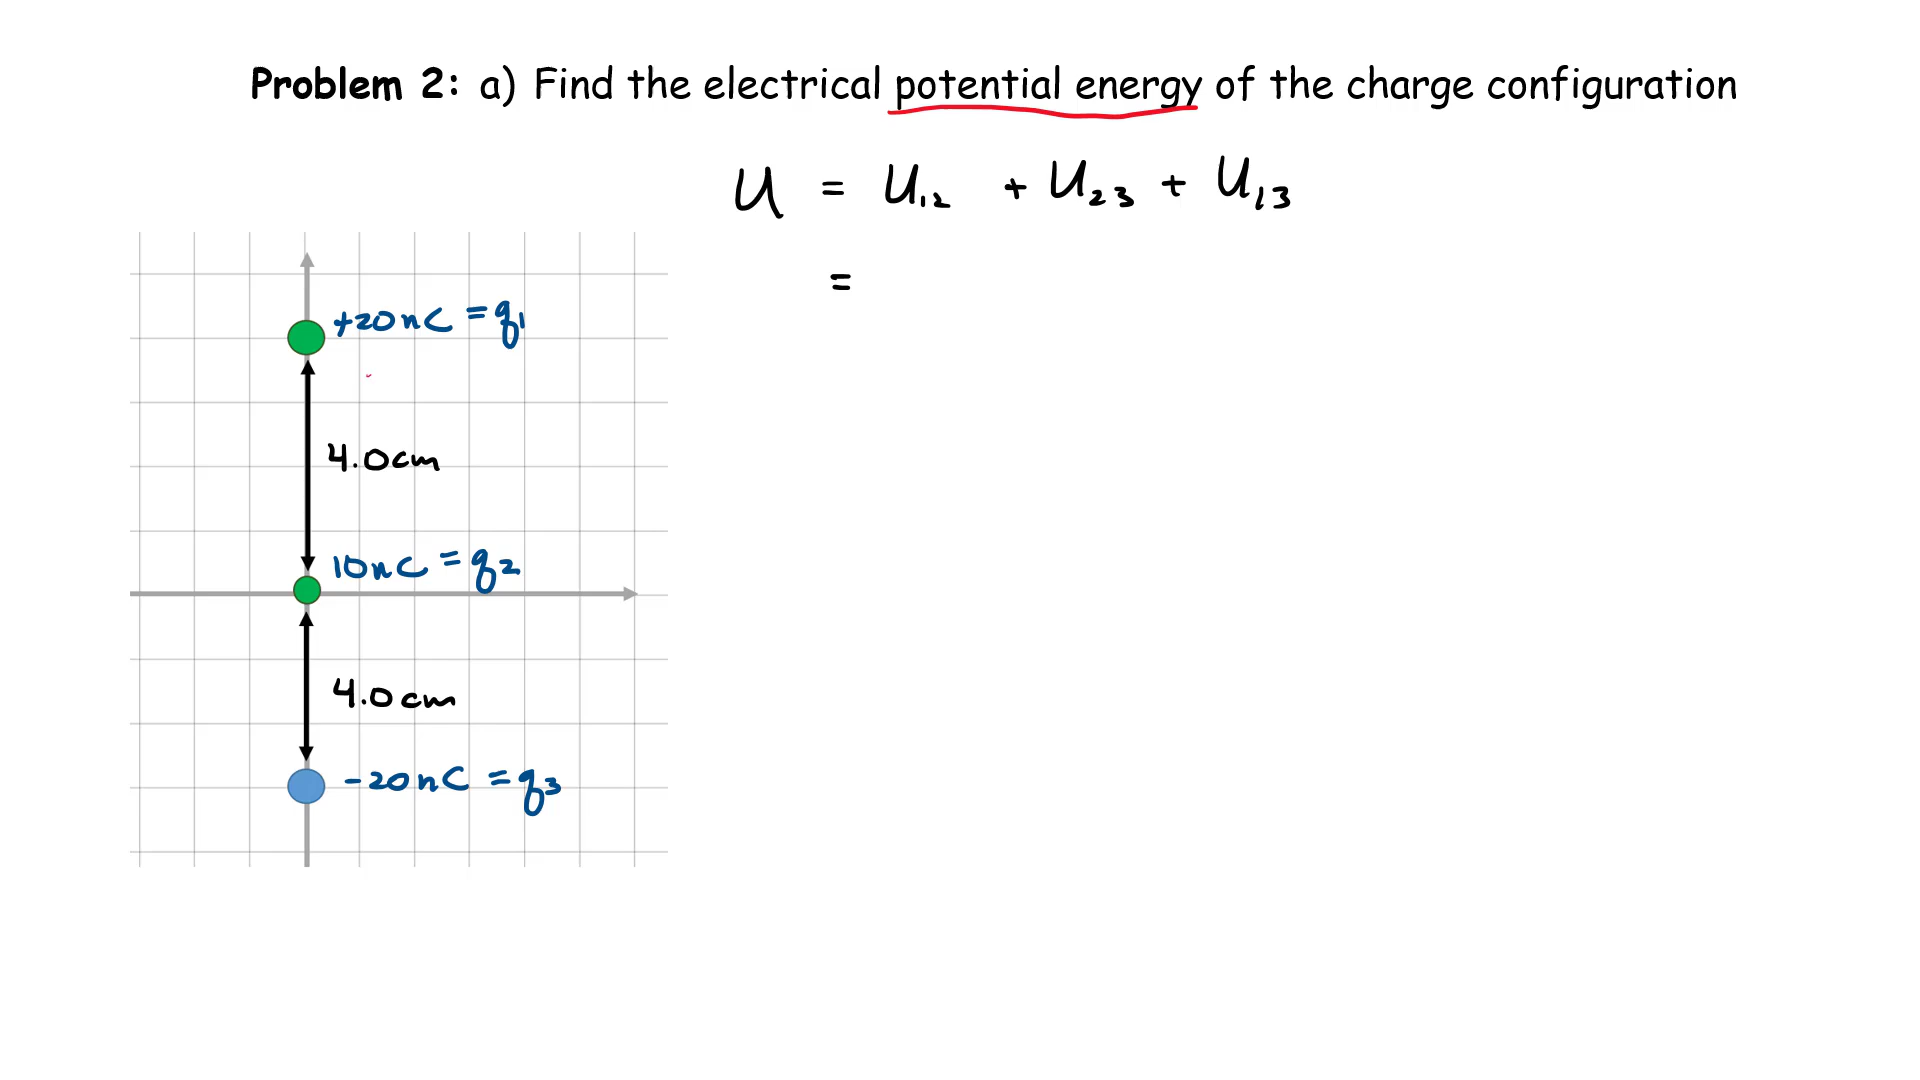 Problem 2: a) Find the electrical potential energy of the charge configuration
U = U₁₂ + U₂₃ + U₁₃
=
+20nC = q₁
4.0cm
10nC = q₂
4.0cm
-20nC = q₃